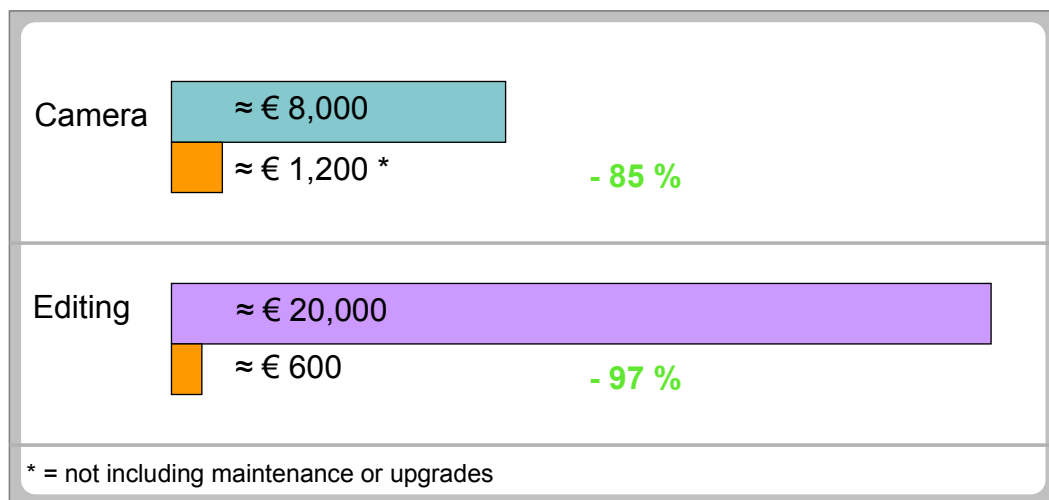 Camera
≈ € 8,000
≈ € 1,200 *
- 85 %
Editing
≈ € 20,000
≈ € 600
- 97 %
* = not including maintenance or upgrades